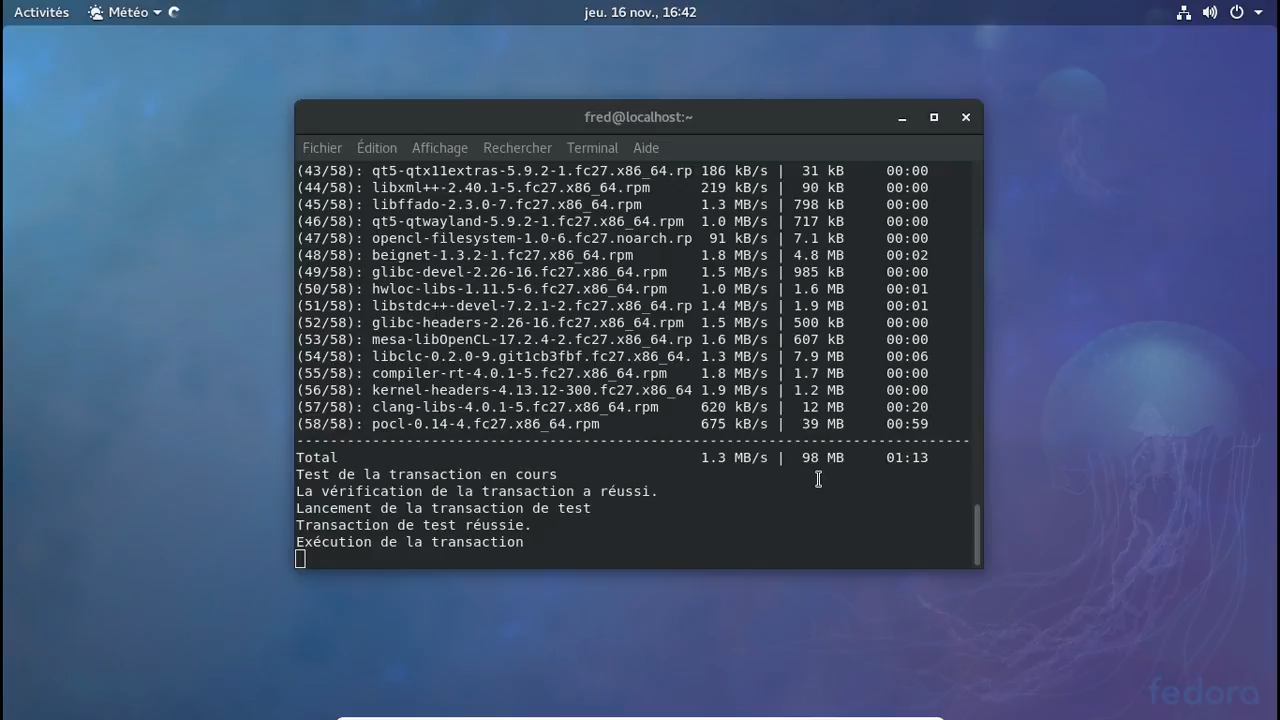 Activités Météo jeu. 16 nov., 16:42
fred@localhost:~
Fichier Édition Affichage Rechercher Terminal Aide
(43/58): qt5-qtx11extras-5.9.2-1.fc27.x86_64.rp 186 kB/s | 31 kB 00:00
(44/58): libxml++-2.40.1-5.fc27.x86_64.rpm 219 kB/s | 90 kB 00:00
(45/58): libffado-2.3.0-7.fc27.x86_64.rpm 1.3 MB/s | 798 kB 00:00
(46/58): qt5-qtwayland-5.9.2-1.fc27.x86_64.rpm 1.0 MB/s | 717 kB 00:00
(47/58): opencl-filesystem-1.0-6.fc27.noarch.rp 91 kB/s | 7.1 kB 00:00
(48/58): beignet-1.3.2-1.fc27.x86_64.rpm 1.8 MB/s | 4.8 MB 00:02
(49/58): glibc-devel-2.26-16.fc27.x86_64.rpm 1.5 MB/s | 985 kB 00:00
(50/58): hwloc-libs-1.11.5-6.fc27.x86_64.rpm 1.0 MB/s | 1.6 MB 00:01
(51/58): libstdc++-devel-7.2.1-2.fc27.x86_64.rp 1.4 MB/s | 1.9 MB 00:01
(52/58): glibc-headers-2.26-16.fc27.x86_64.rpm 1.5 MB/s | 500 kB 00:00
(53/58): mesa-libOpenCL-17.2.4-2.fc27.x86_64.rp 1.6 MB/s | 607 kB 00:00
(54/58): libclc-0.2.0-9.git1cb3fbf.fc27.x86_64. 1.3 MB/s | 7.9 MB 00:06
(55/58): compiler-rt-4.0.1-5.fc27.x86_64.rpm 1.8 MB/s | 1.7 MB 00:00
(56/58): kernel-headers-4.13.12-300.fc27.x86_64 1.9 MB/s | 1.2 MB 00:00
(57/58): clang-libs-4.0.1-5.fc27.x86_64.rpm 620 kB/s | 12 MB 00:20
(58/58): pocl-0.14-4.fc27.x86_64.rpm 675 kB/s | 39 MB 00:59
--------------------------------------------------------------------------------
Total 1.3 MB/s | 98 MB 01:13
Test de la transaction en cours
La vérification de la transaction a réussi.
Lancement de la transaction de test
Transaction de test réussie.
Exécution de la transaction
fedora